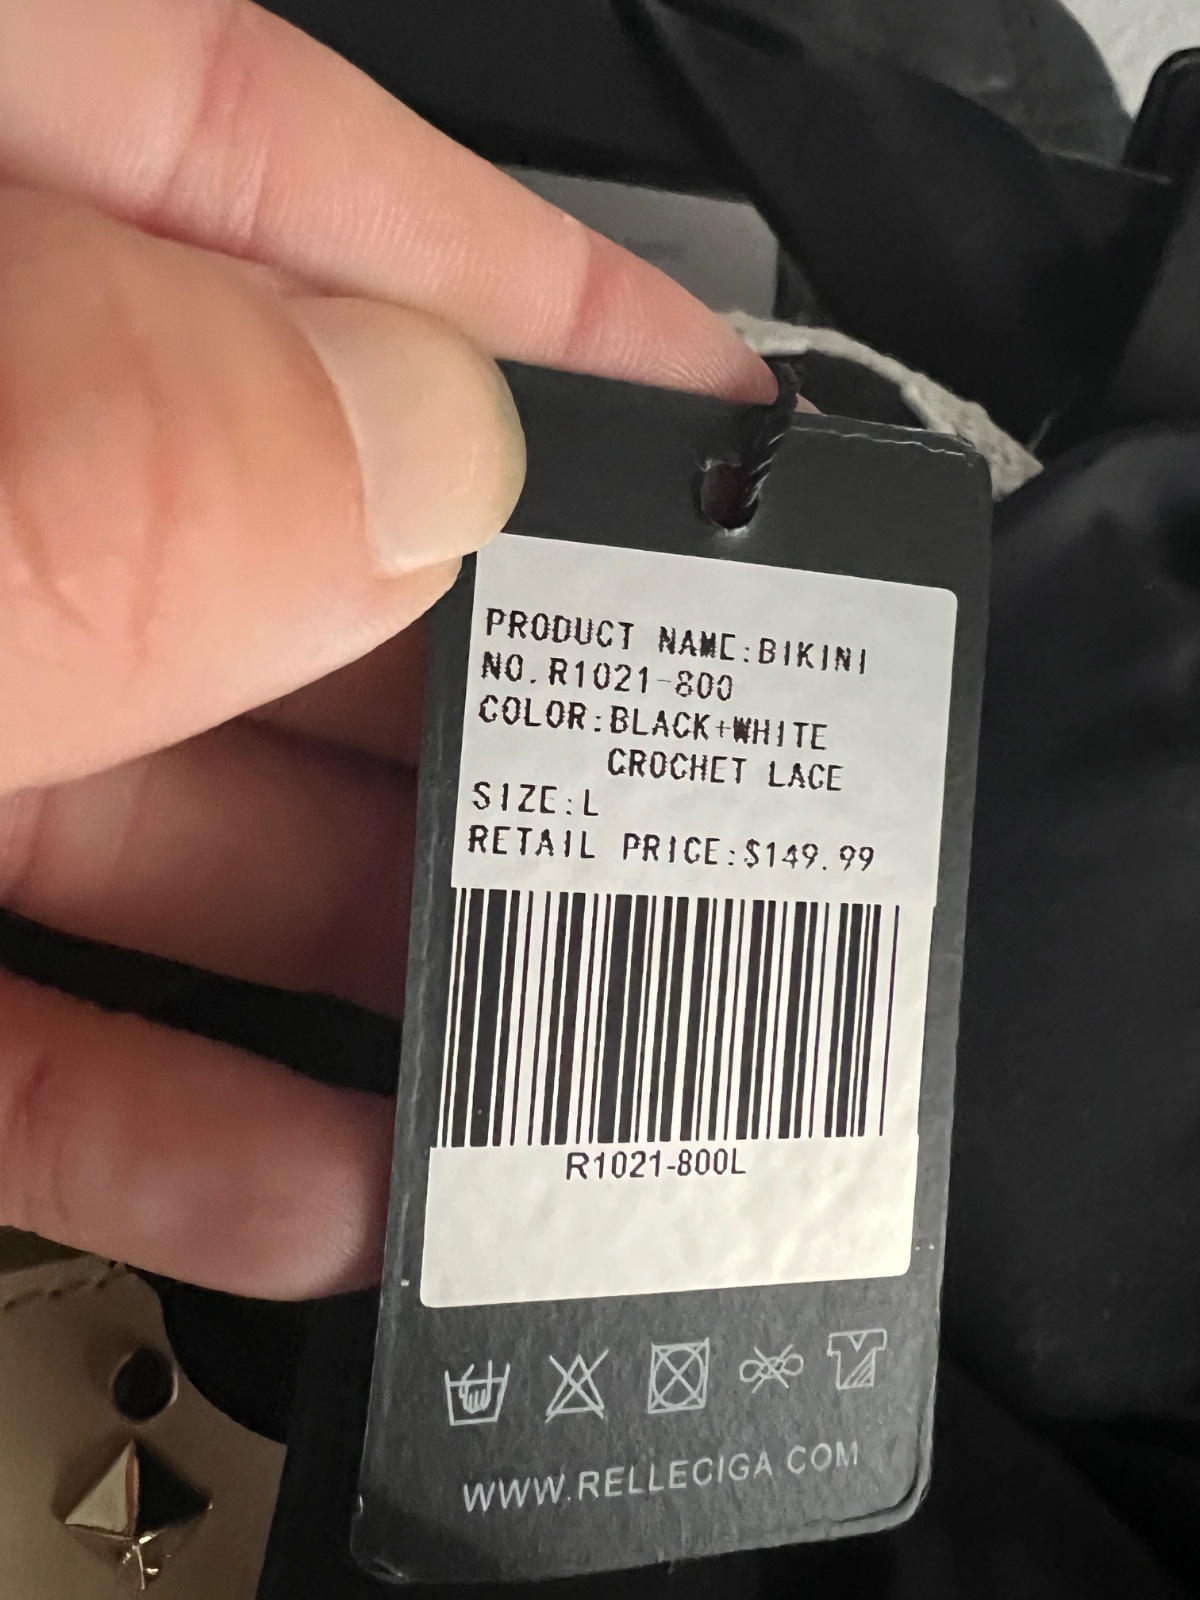 PRODUCT NAME:BIKINI
NO.R1021-800
COLOR:BLACK+WHITE
CROCHET LACE
SIZE:L
RETAIL PRICE:$149.99
R1021-800L
WWW.RELLECIGA.COM